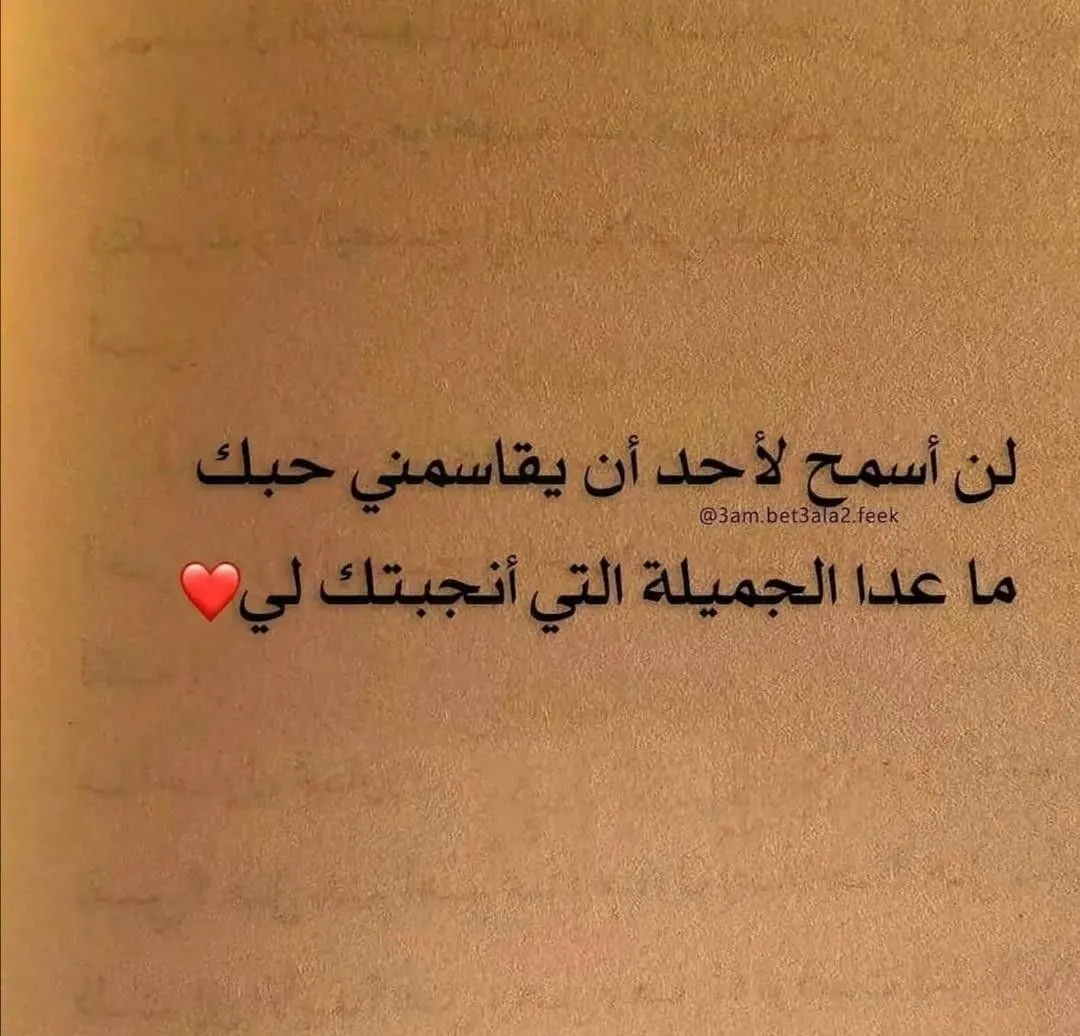 لن أسمح لأحد أن يقاسمني حبك
@3am.bet3ala2.feek
ما عدا الجميلة التي أنجبتك لي❤️